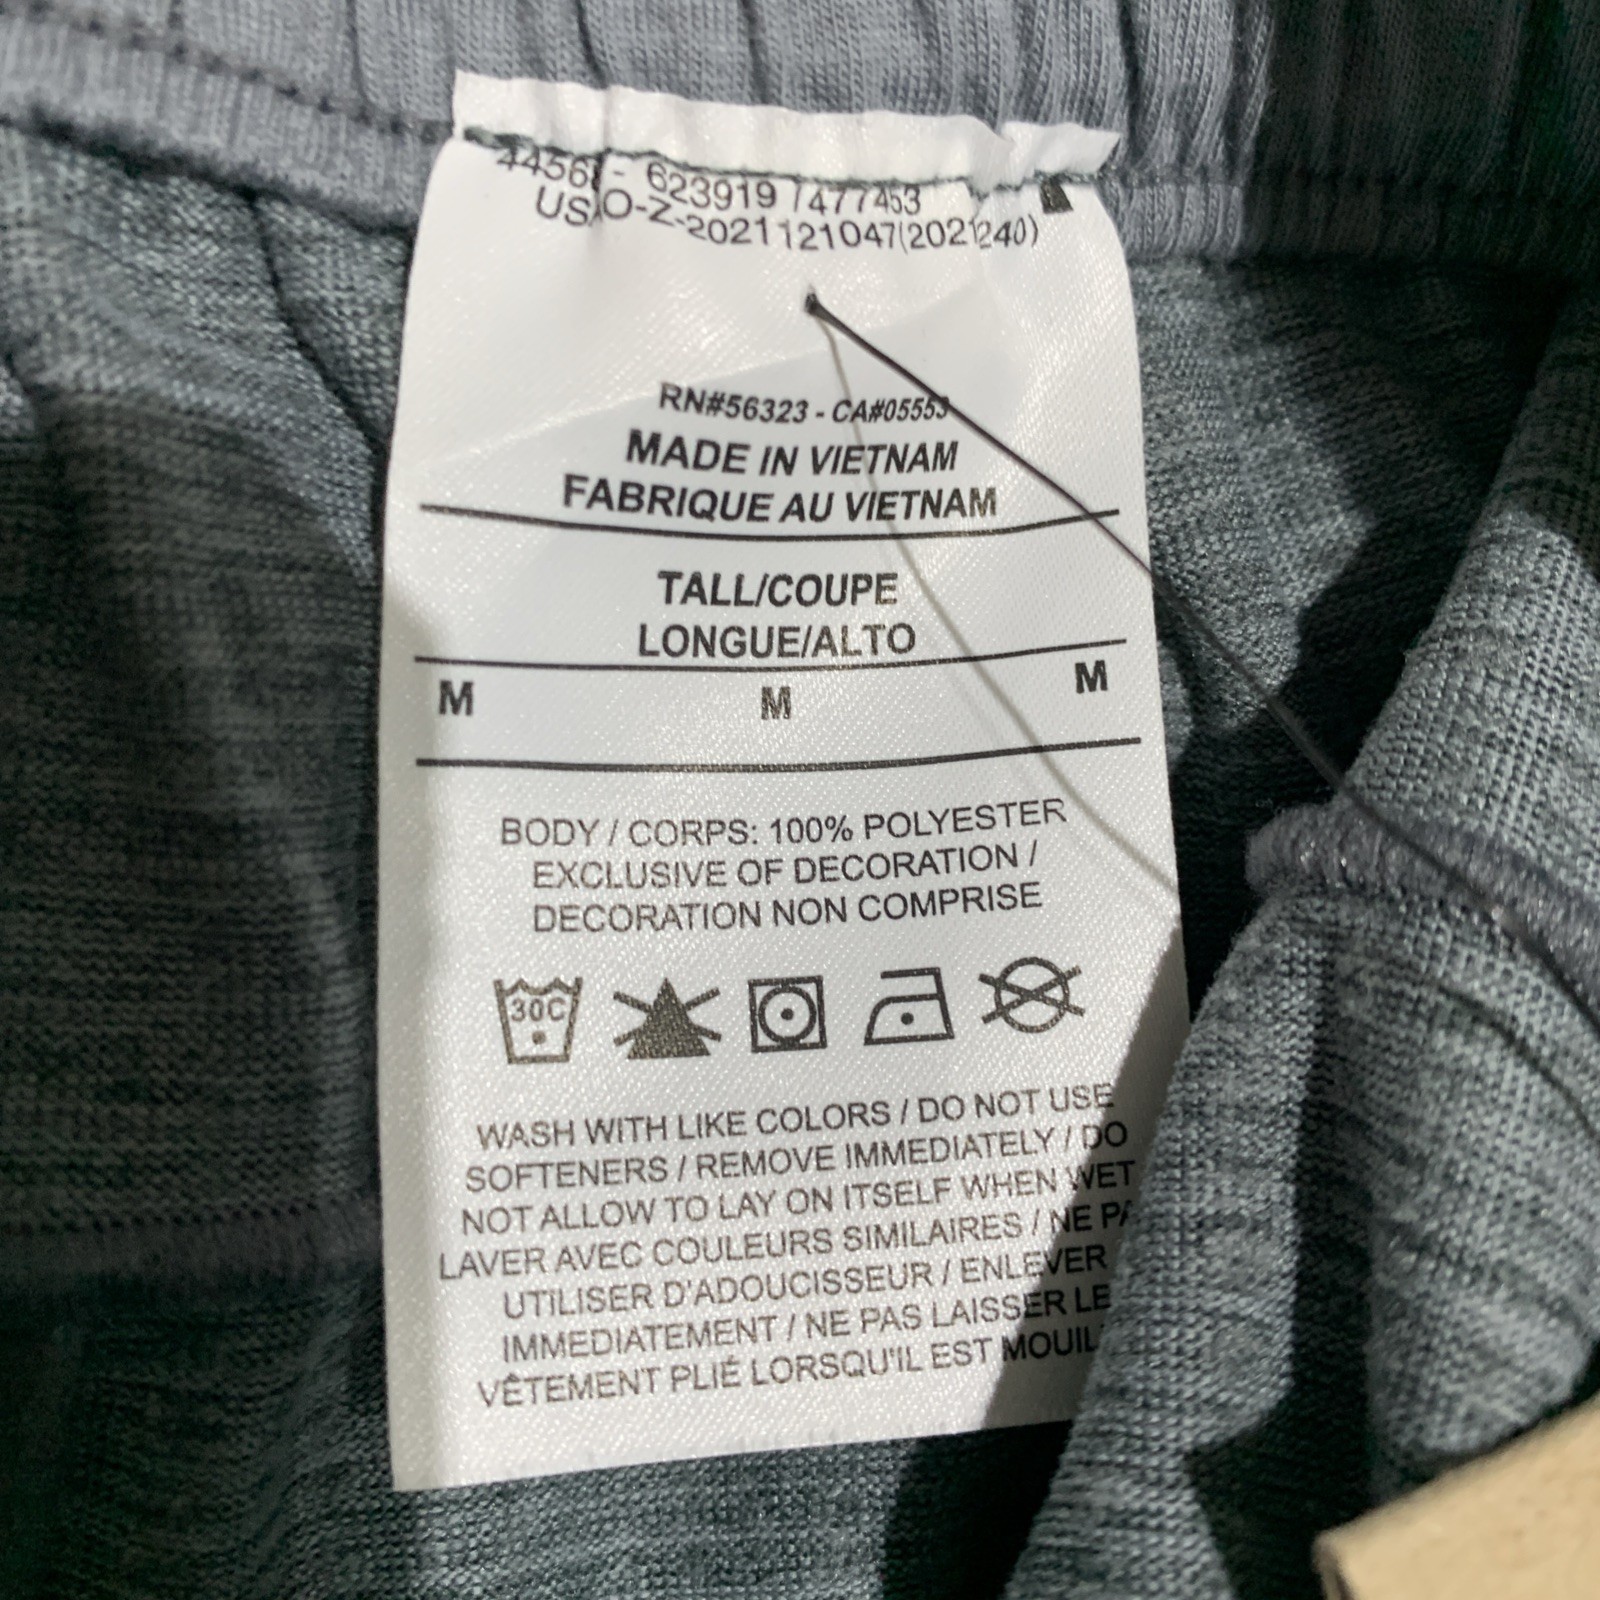 - 623919 7477453
2021121047(2021240)
RN#56323 - CA#05553
MADE IN VIETNAM
FABRIQUE AU VIETNAM
TALL/COUPE
LONGUE/ALTO
M M M
BODY / CORPS: 100% POLYESTER
EXCLUSIVE OF DECORATION /
DECORATION NON COMPRISE
30C
WASH WITH LIKE COLORS / DO NOT USE
SOFTENERS / REMOVE IMMEDIATELY / DO
NOT ALLOW TO LAY ON ITSELF WHEN WET
LAVER AVEC COULEURS SIMILAIRES / NE
UTILISER D'ADOUCISSEUR / ENLEVER
IMMEDIATEMENT / NE PAS LAISSER LE
VÊTEMENT PLIÉ LORSQU'IL EST